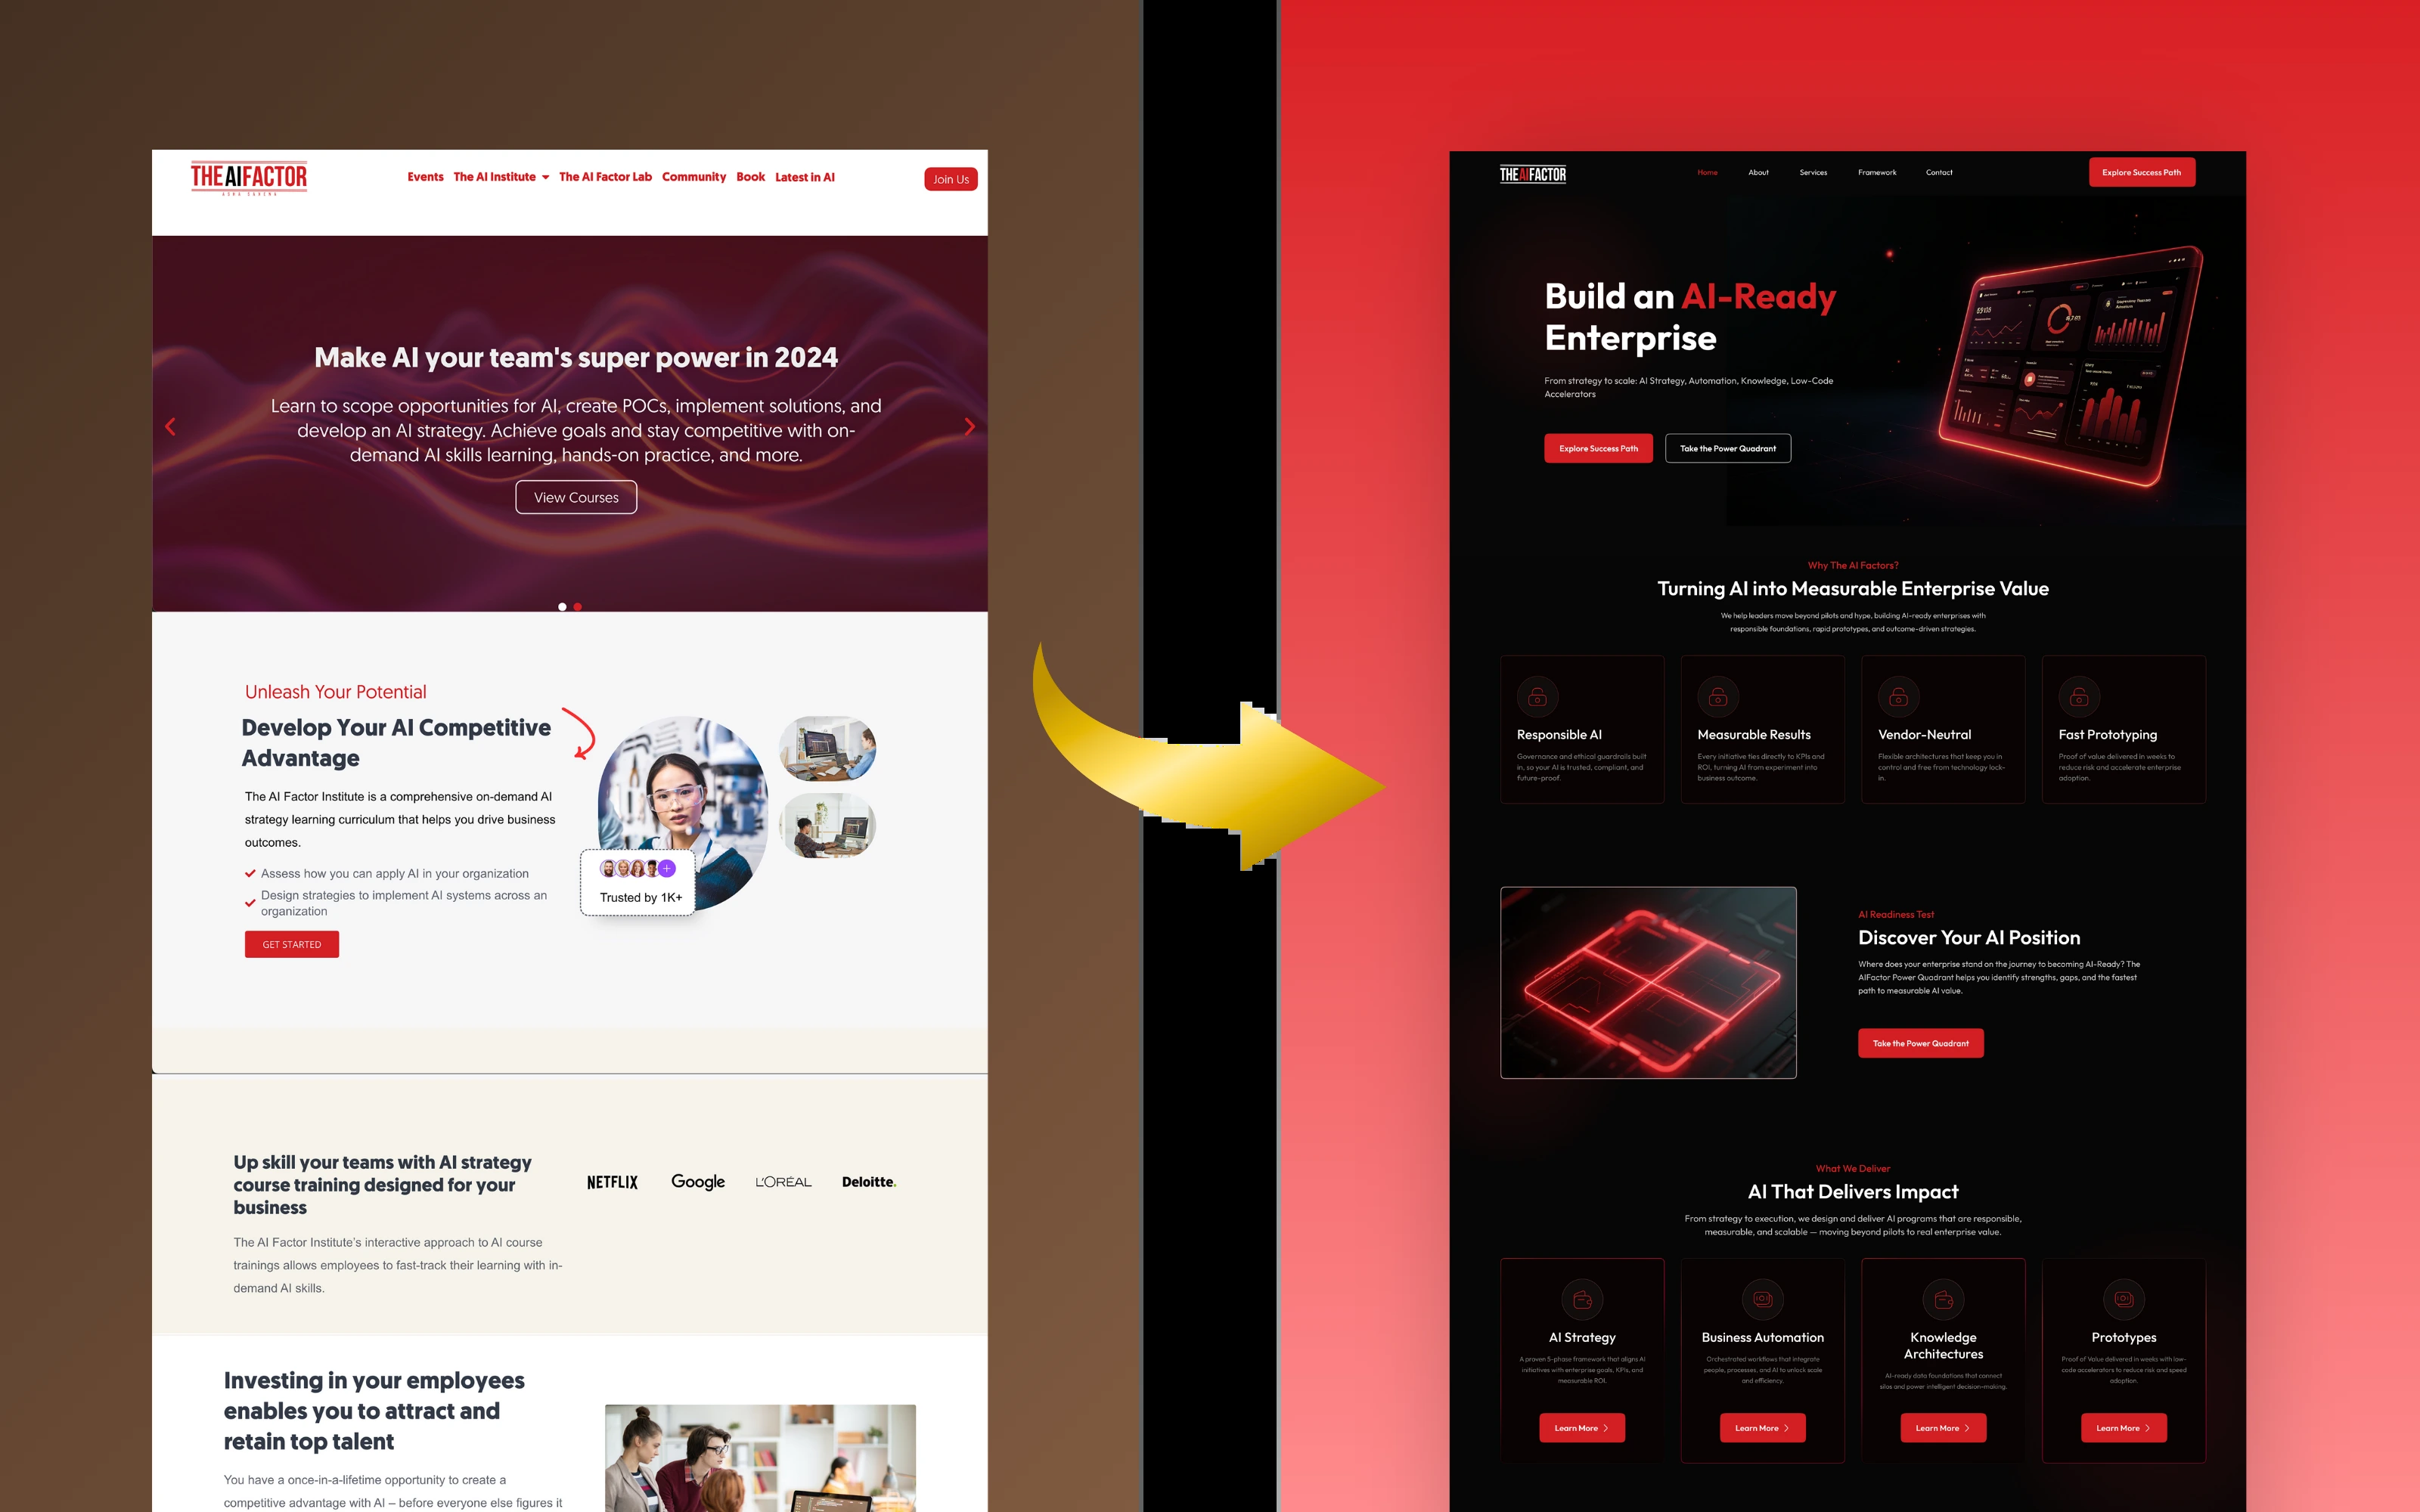 THEAIFACTOR
Events The AI Institute The AI Factor Lab Community Book Latest in AI
Join Us
Make AI your team's super power in 2024
Learn to scope opportunities for AI, create POCs, implement solutions, and
develop an AI strategy. Achieve goals and stay competitive with on-
demand AI skills learning, hands-on practice, and more.
View Courses
Unleash Your Potential
Develop Your AI Competitive
Advantage
The AI Factor Institute is a comprehensive on-demand AI
strategy learning curriculum that helps you drive business
outcomes.
Assess how you can apply AI in your organization
Design strategies to implement AI systems across an
organization
GET STARTED
Trusted by 1K+
Up skill your teams with AI strategy
course training designed for your
business
The AI Factor Institute's interactive approach to AI course
trainings allows employees to fast-track their learning with in-
demand AI skills.
NETFLIX Google L'ORÉAL Deloitte.
Investing in your employees
enables you to attract and
retain top talent
You have a once-in-a-lifetime opportunity to create a
competitive advantage with AI – before everyone else figures it
THEAIFACTOR
Home About Services Framework Contact
Explore Success Path
Build an AI-Ready
Enterprise
From strategy to scale: AI Strategy, Automation, Knowledge, Low-Code
Accelerators
Explore Success Path
Take the Power Quadrant
Why The AI Factors?
Turning AI into Measurable Enterprise Value
We help leaders move beyond pilots and hype, building AI-ready enterprises with
responsible foundations, rapid prototypes, and outcome-driven strategies.
Responsible AI
Governance and ethical guardrails built
in, so your AI is trusted, compliant, and
future-proof.
Measurable Results
Every initiative ties directly to KPIs and
ROI, turning AI from experiment into
business outcome.
Vendor-Neutral
Flexible architectures that keep you in
control and free from technology lock-
in.
Fast Prototyping
Proof of value delivered in weeks to
reduce risk and accelerate enterprise
adoption.
AI Readiness Test
Discover Your AI Position
Where does your enterprise stand on the journey to becoming AI-Ready? The
AIFactor Power Quadrant helps you identify strengths, gaps, and the fastest
path to measurable AI value.
Take the Power Quadrant
What We Deliver
AI That Delivers Impact
From strategy to execution, we design and deliver AI programs that are responsible,
measurable, and scalable — moving beyond pilots to real enterprise value.
AI Strategy
A proven 5-phase framework that aligns AI
initiatives with enterprise goals, KPIs, and
measurable ROI.
Learn More
Business Automation
Orchestrated workflows that integrate
people, processes, and AI to unlock scale
and efficiency.
Learn More
Knowledge
Architectures
AI-ready data foundations that connect
silos and power intelligent decision-making.
Learn More
Prototypes
Proof of Value delivered in weeks with low-
code accelerators to reduce risk and speed
adoption.
Learn More